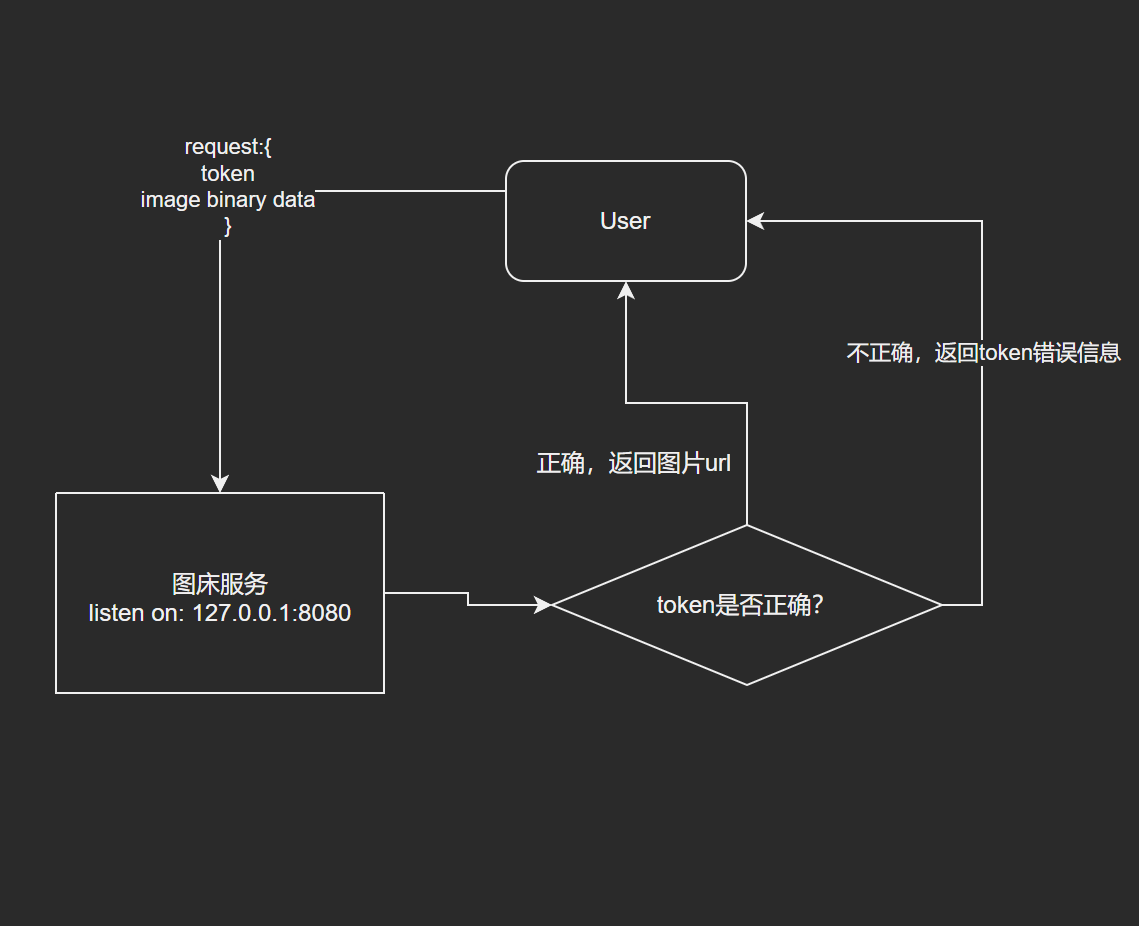 request:{
token
image binary data
}
User
不正确，返回token错误信息
正确，返回图片url
图床服务
listen on: 127.0.0.1:8080
token是否正确？